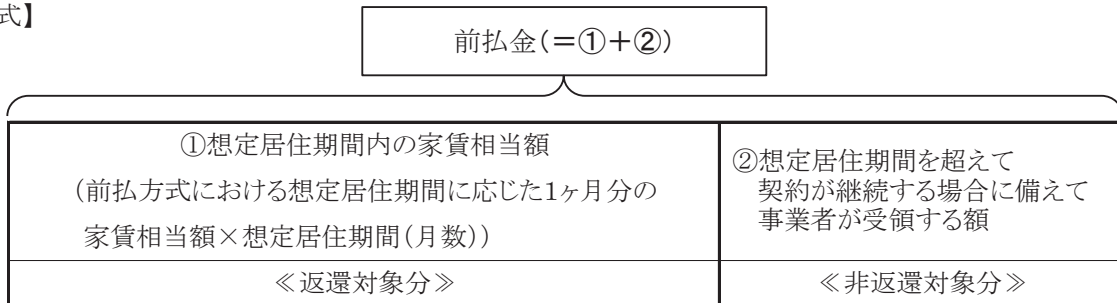 式】
前払金(=①+②)
①想定居住期間内の家賃相当額
(前払方式における想定居住期間に応じた1ヶ月分の
家賃相当額×想定居住期間(月数))
②想定居住期間を超えて
契約が継続する場合に備えて
事業者が受領する額
≪返還対象分≫
≪非返還対象分≫